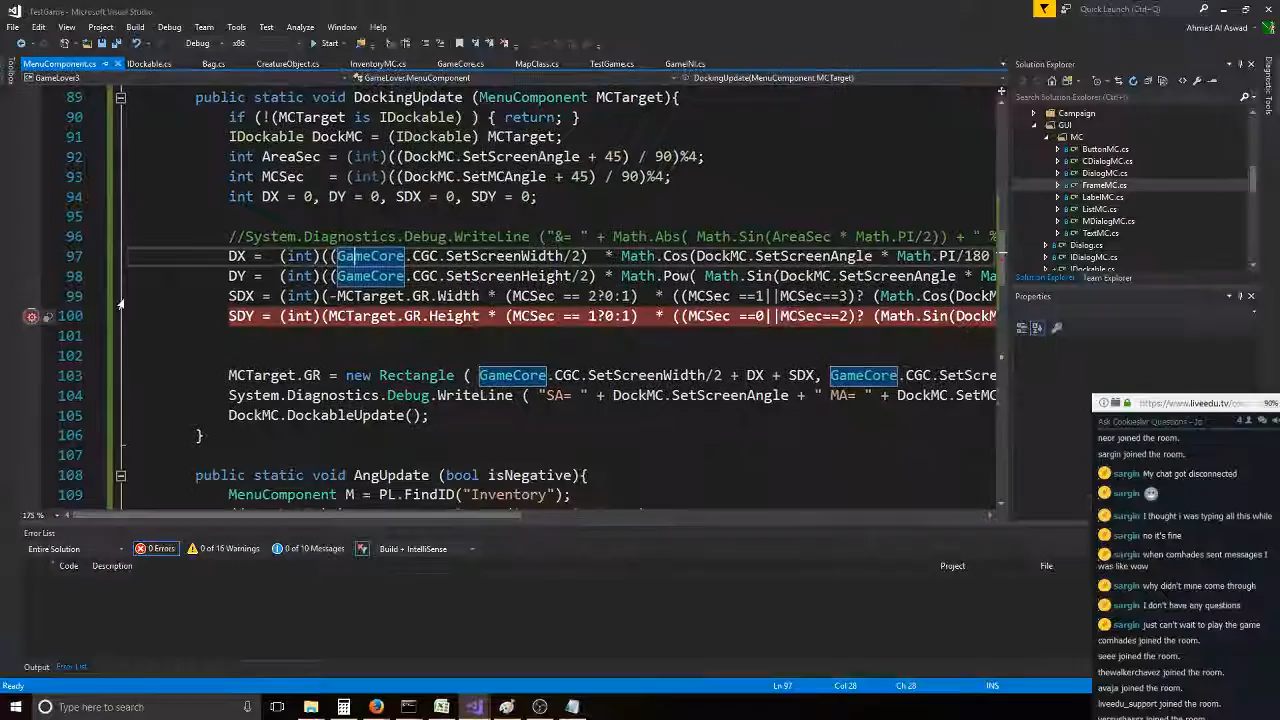 TestGame - Microsoft Visual Studio
Quick Launch (Ctrl+Q)
File Edit View Project Build Debug Team Tools Test Analyze Window Help
Ahmed Al Aswad
Debug x86 Start
MenuComponent.cs IDockable.cs Bag.cs CreatureObject.cs InventoryMC.cs GameCore.cs MapClass.cs TestGame.cs GameINI.cs
GameLover3 GameLover.MenuComponent DockingUpdate(MenuComponent MCTarget)
Toolbox
89 public static void DockingUpdate (MenuComponent MCTarget){
90 if (!(MCTarget is IDockable) ) { return; }
91 IDockable DockMC = (IDockable) MCTarget;
92 int AreaSec = (int)((DockMC.SetScreenAngle + 45) / 90)%4;
93 int MCSec   = (int)((DockMC.SetMCAngle + 45) / 90)%4;
94 int DX = 0, DY = 0, SDX = 0, SDY = 0;
95
96 //System.Diagnostics.Debug.WriteLine ("&= " + Math.Abs( Math.Sin(AreaSec * Math.PI/2)) + " %
97 DX =  (int)((GameCore.CGC.SetScreenWidth/2)  * Math.Cos(DockMC.SetScreenAngle * Math.PI/180
98 DY =  (int)((GameCore.CGC.SetScreenHeight/2) * Math.Pow( Math.Sin(DockMC.SetScreenAngle * Ma
99 SDX = (int)(-MCTarget.GR.Width * (MCSec == 2?0:1)  * ((MCSec ==1||MCSec==3)? (Math.Cos(Dock
100 SDY = (int)(MCTarget.GR.Height * (MCSec == 1?0:1)  * ((MCSec ==0||MCSec==2)? (Math.Sin(DockM
101
102
103 MCTarget.GR = new Rectangle ( GameCore.CGC.SetScreenWidth/2 + DX + SDX, GameCore.CGC.SetScre
104 System.Diagnostics.Debug.WriteLine ( "SA= " + DockMC.SetScreenAngle + " MA= " + DockMC.SetMC
105 DockMC.DockableUpdate();
106 }
107
108 public static void AngUpdate (bool isNegative){
109 MenuComponent M = PL.FindID("Inventory");
175 %
Solution Explorer
Search Solution Explorer (Ctrl+;)
Campaign
GUI
MC
ButtonMC.cs
CDialogMC.cs
DialogMC.cs
FrameMC.cs
LabelMC.cs
ListMC.cs
MDialogMC.cs
Dialog.cs
Solution Explorer Team Explorer
Properties
Diagnostic Tools
Error List
Entire Solution 0 Errors 0 of 16 Warnings 0 of 10 Messages Build + IntelliSense
Code Description Project File
Output Error List
Ready Ln 97 Col 28 Ch 28 INS
Type here to search
https://www.liveedu.tv/co 90%
neor joined the room.
sargin joined the room.
sargin My chat got disconnected
sargin
sargin I thought i was typing all this while
sargin no it's fine
sargin when comhades sent messages I
was like wow
sargin why didn't mine come through
sargin I don't have any questions
sargin just can't wait to play the game
comhades joined the room.
seee joined the room.
thewalkerchavez joined the room.
avaja joined the room.
liveedu_support joined the room.